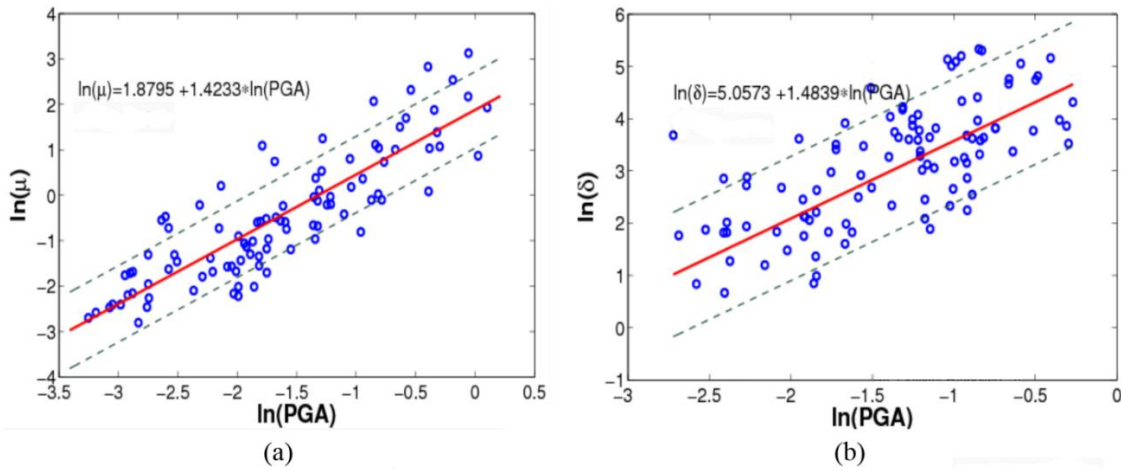 4
3
2
1
0
−1
−2
−3
−4
ln(μ)
ln(μ)=1.8795 +1.4233*ln(PGA)
−3.5 −3 −2.5 −2 −1.5 −1 −0.5 0 0.5
ln(PGA)
(a)
6
5
4
3
2
1
0
−1
ln(δ)
ln(δ)=5.0573 +1.4839*ln(PGA)
−3 −2.5 −2 −1.5 −1 −0.5 0
ln(PGA)
(b)